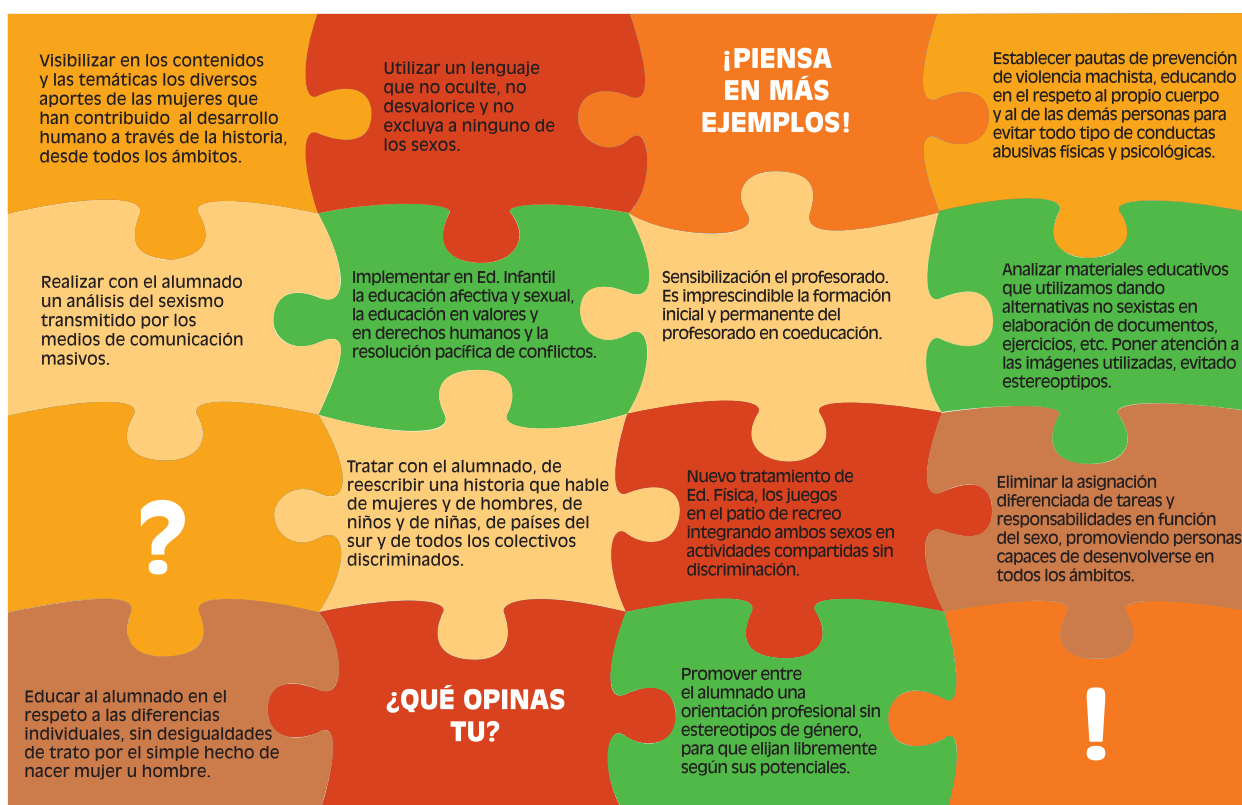 Visibilizar en los contenidos
y las temáticas los diversos
aportes de las mujeres que
han contribuido al desarrollo
humano a través de la historia,
desde todos los ámbitos.
Utilizar un lenguaje
que no oculte, no
desvalorice y no
excluya a ninguno de
los sexos.
¡PIENSA
EN MÁS
EJEMPLOS!
Establecer pautas de prevención
de violencia machista, educando
en el respeto al propio cuerpo
y al de las demás personas para
evitar todo tipo de conductas
abusivas físicas y psicológicas.
Realizar con el alumnado
un análisis del sexismo
transmitido por los
medios de comunicación
masivos.
Implementar en Ed. Infantil
la educación afectiva y sexual,
la educación en valores y
en derechos humanos y la
resolución pacífica de conflictos.
Sensibilización el profesorado.
Es imprescindible la formación
inicial y permanente del
profesorado en coeducación.
Analizar materiales educativos
que utilizamos dando
alternativas no sexistas en
elaboración de documentos,
ejercicios, etc. Poner atención a
las imágenes utilizadas, evitado
estereoptipos.
?
Tratar con el alumnado, de
reescribir una historia que hable
de mujeres y de hombres, de
niños y de niñas, de países del
sur y de todos los colectivos
discriminados.
Nuevo tratamiento de
Ed. Física, los juegos
en el patio de recreo
integrando ambos sexos en
actividades compartidas sin
discriminación.
Eliminar la asignación
diferenciada de tareas y
responsabilidades en función
del sexo, promoviendo personas
capaces de desenvolverse en
todos los ámbitos.
Educar al alumnado en el
respeto a las diferencias
individuales, sin desigualdades
de trato por el simple hecho de
nacer mujer u hombre.
¿QUÉ OPINAS
TU?
Promover entre
el alumnado una
orientación profesional sin
estereotipos de género,
para que elijan libremente
según sus potenciales.
!